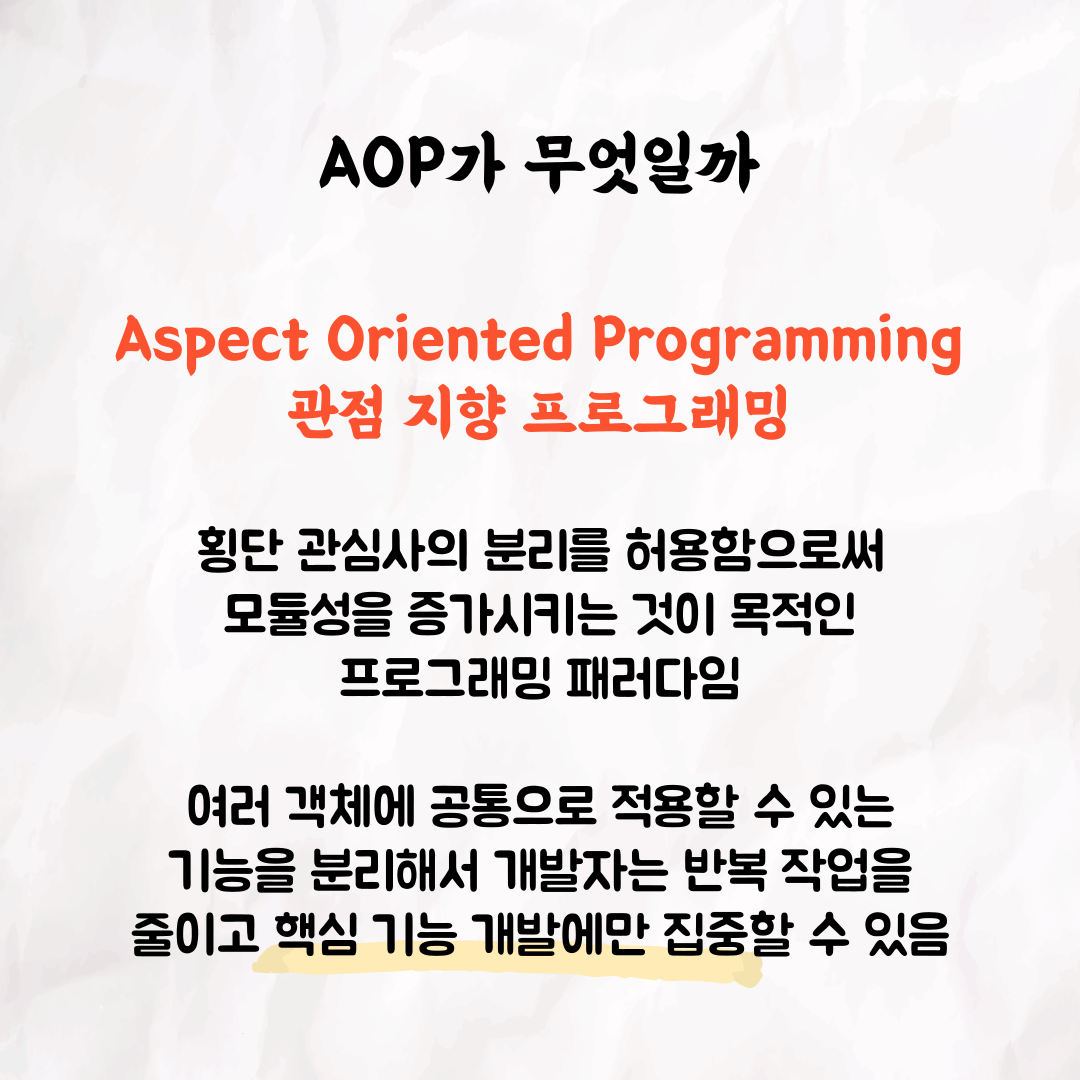 AOP가 무엇일까
Aspect Oriented Programming
관점 지향 프로그래밍
횡단 관심사의 분리를 허용함으로써
모듈성을 증가시키는 것이 목적인
프로그래밍 패러다임
여러 객체에 공통으로 적용할 수 있는
기능을 분리해서 개발자는 반복 작업을
줄이고 핵심 기능 개발에만 집중할 수 있음